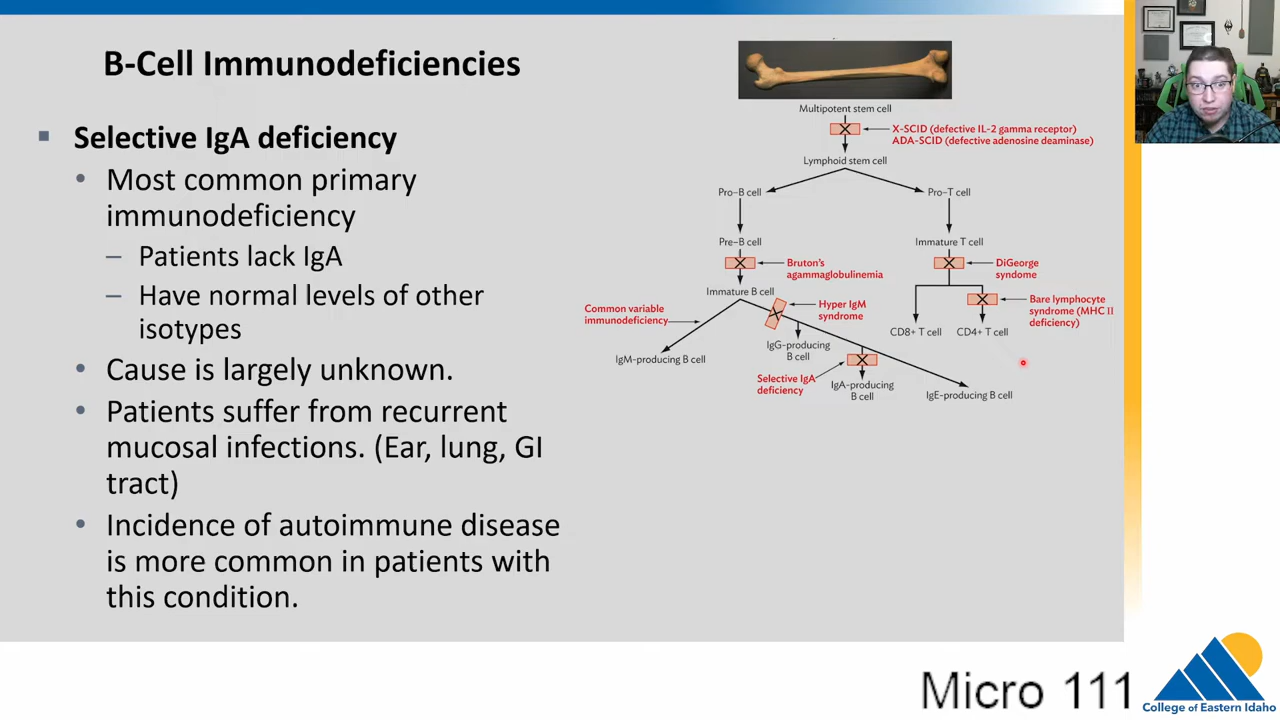 B-Cell Immunodeficiencies
▪ Selective IgA deficiency
• Most common primary
immunodeficiency
– Patients lack IgA
– Have normal levels of other
isotypes
• Cause is largely unknown.
• Patients suffer from recurrent
mucosal infections. (Ear, lung, GI
tract)
• Incidence of autoimmune disease
is more common in patients with
this condition.
Multipotent stem cell
X-SCID (defective IL-2 gamma receptor)
ADA-SCID (defective adenosine deaminase)
Lymphoid stem cell
Pro–B cell
Pro–T cell
Pre–B cell
Immature T cell
Bruton's
agammaglobulinemia
DiGeorge
syndome
Immature B cell
Common variable
immunodeficiency
Hyper IgM
syndrome
Bare lymphocyte
syndrome (MHC II
deficiency)
CD8+ T cell
CD4+ T cell
IgM-producing B cell
IgG-producing
B cell
Selective IgA
deficiency
IgA-producing
B cell
IgE-producing B cell
Micro 111
College of Eastern Idaho